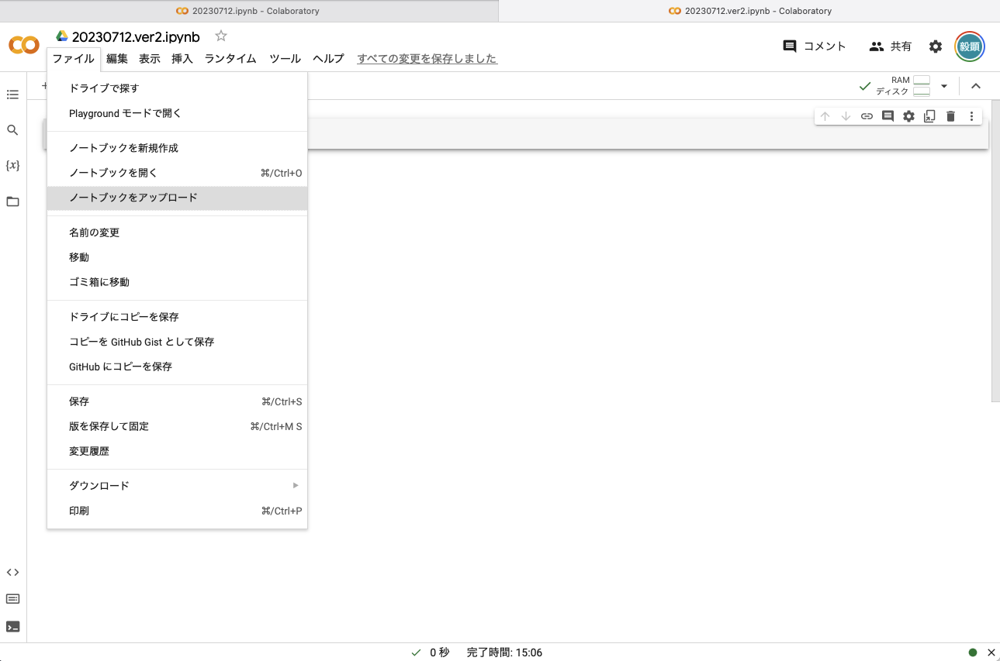 20230712.ipynb - Colaboratory
20230712.ver2.ipynb - Colaboratory
20230712.ver2.ipynb
コメント
共有
毅顕
ファイル 編集 表示 挿入 ランタイム ツール ヘルプ すべての変更を保存しました
RAM
ディスク
ドライブで探す
Playground モードで開く
ノートブックを新規作成
ノートブックを開く ⌘/Ctrl+O
ノートブックをアップロード
名前の変更
移動
ゴミ箱に移動
ドライブにコピーを保存
コピーを GitHub Gist として保存
GitHub にコピーを保存
保存 ⌘/Ctrl+S
版を保存して固定 ⌘/Ctrl+M S
変更履歴
ダウンロード
印刷 ⌘/Ctrl+P
{x}
0 秒 完了時間: 15:06